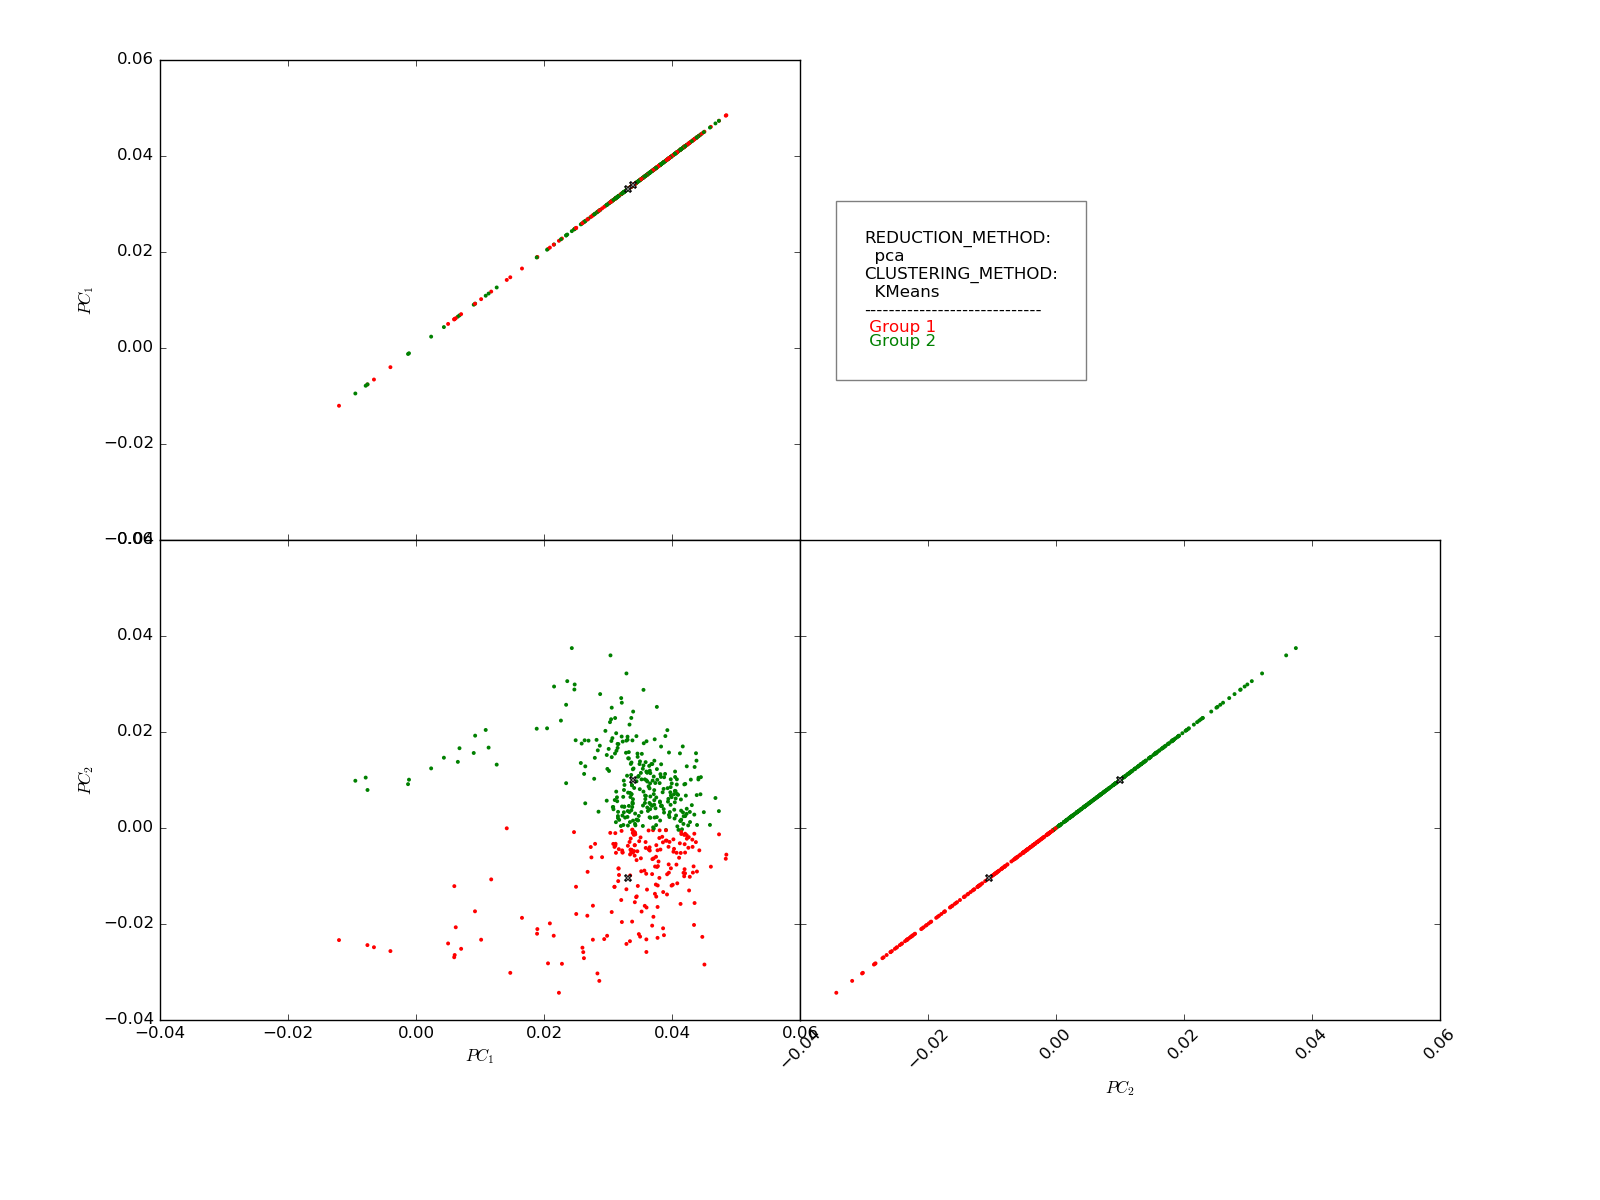 0.06
0.04
0.02
0.00
−0.02
PC1
REDUCTION_METHOD:
pca
CLUSTERING_METHOD:
KMeans
------------------------------
Group 1
Group 2
0.04
0.02
0.00
−0.02
−0.04
PC2
−0.04 −0.02 0.00 0.02 0.04 0.06
PC1
−0.04 −0.02 0.00 0.02 0.04 0.06
PC2